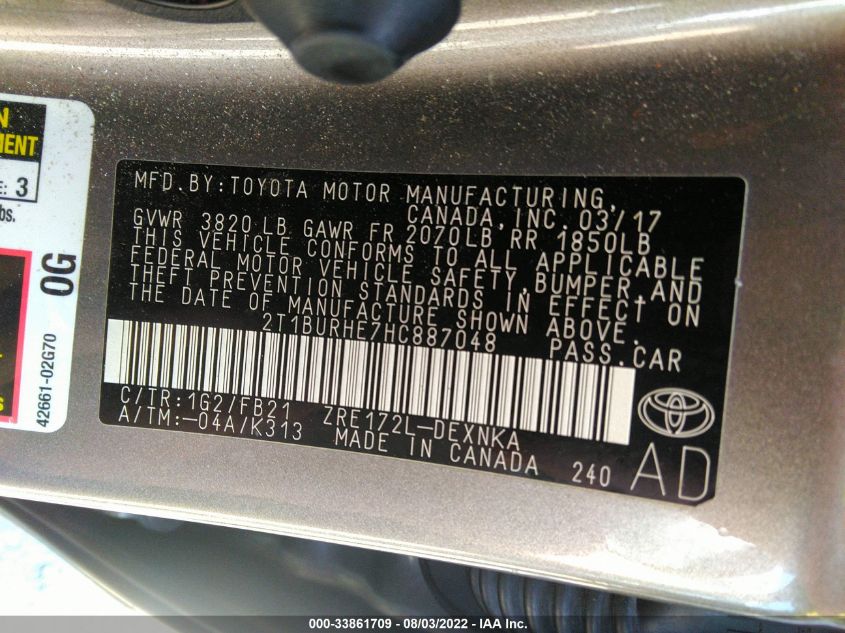 N
MENT
E: 3
bs.
0G
42661-02G70
s
MFD.BY:TOYOTA MOTOR MANUFACTURING,
CANADA, INC. 03/17
GVWR 3820 LB GAWR FR 2070LB RR 1850LB
THIS VEHICLE CONFORMS TO ALL APPLICABLE
FEDERAL MOTOR VEHICLE SAFETY,BUMPER,AND
THEFT PREVENTION STANDARDS IN EFFECT ON
THE DATE OF MANUFACTURE SHOWN ABOVE.
2T1BURHE7HC887048 PASS.CAR
C/TR:1G2/FB21 ZRE172L-DEXNKA
A/TM:-04A/K313 MADE IN CANADA 240
AD
000-33861709 - 08/03/2022 - IAA Inc.